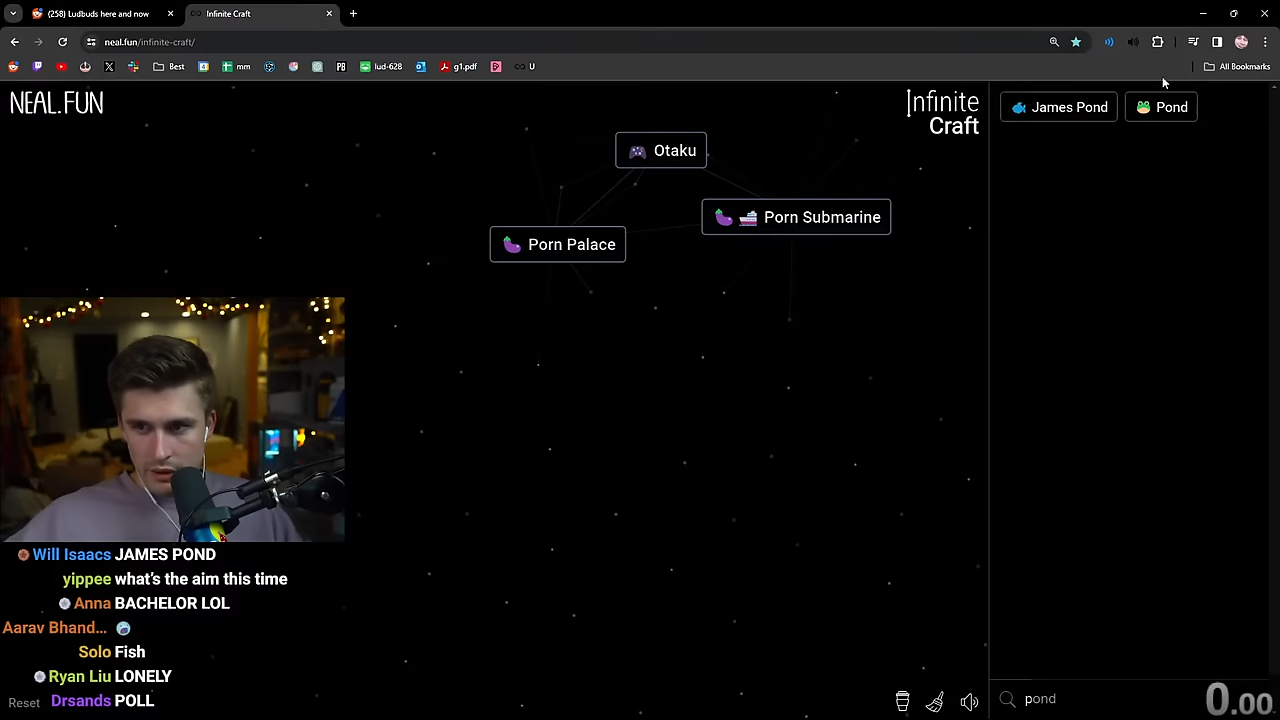 (258) Ludbuds here and now
Infinite Craft
neal.fun/infinite-craft/
Best
mm
iud-628
g1.pdf
U
All Bookmarks
NEAL.FUN
Infinite
Craft
James Pond
Pond
Otaku
Porn Submarine
Porn Palace
Will Isaacs JAMES POND
yippee what's the aim this time
Anna BACHELOR LOL
Aarav Bhand...
Solo Fish
Ryan Liu LONELY
Reset Drsands POLL
pond
0.00